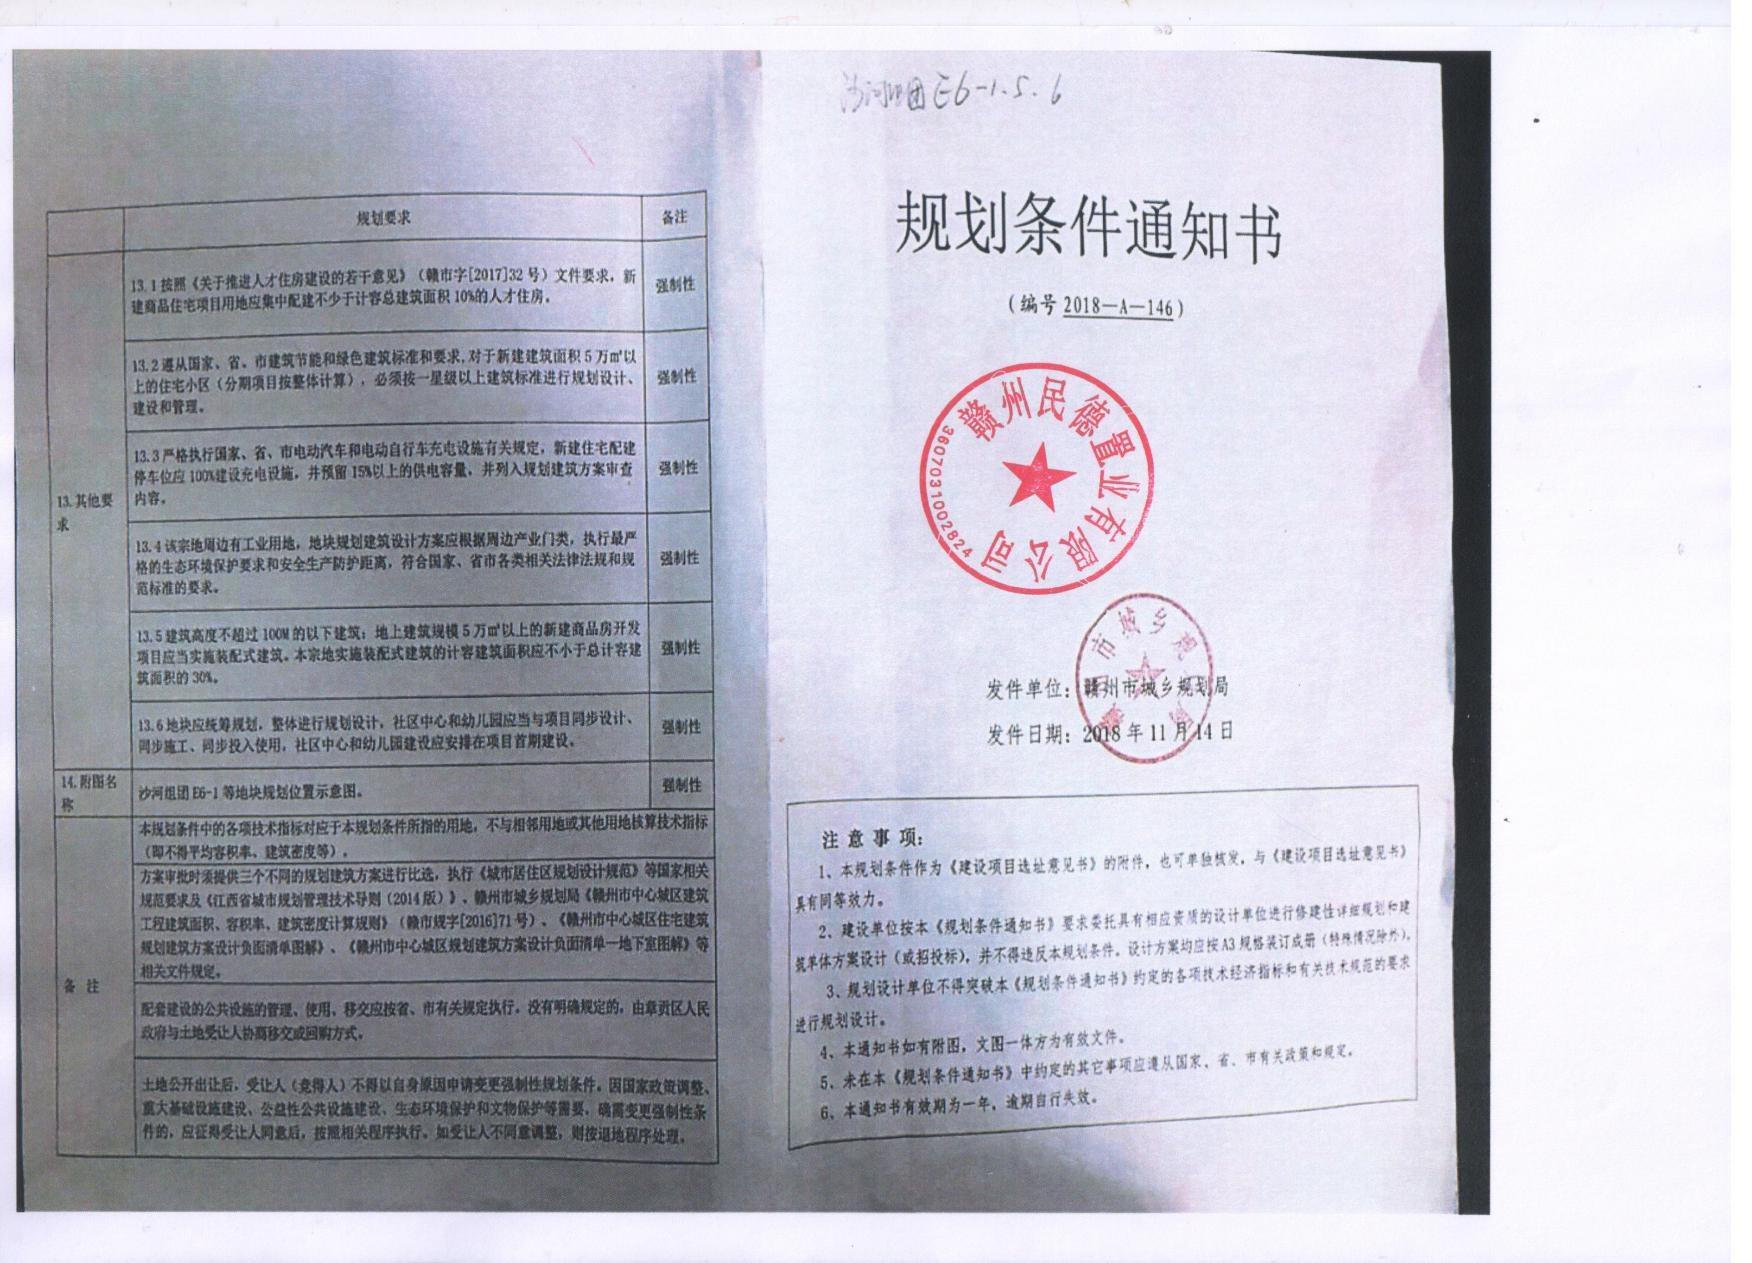 规划要求
备注
13.其他要
求
13.1按照《关于推进人才住房建设的若干意见》（赣市字[2017]32号）文件要求，新
建商品住宅项目用地应集中配建不少于计容总建筑面积10%的人才住房。
强制性
13.2遵从国家、省、市建筑节能和绿色建筑标准和要求,对于新建建筑面积5万㎡以
上的住宅小区（分期项目按整体计算），必须按一星级以上建筑标准进行规划设计、
建设和管理。
强制性
13.3严格执行国家、省、市电动汽车和电动自行车充电设施有关规定，新建住宅配建
停车位应100%建设充电设施，并预留15%以上的供电容量，并列入规划建筑方案审查
内容。
强制性
13.4该宗地周边有工业用地，地块规划建筑设计方案应根据周边产业门类，执行最严
格的生态环境保护要求和安全生产防护距离，符合国家、省市各类相关法律法规和规
范标准的要求。
强制性
13.5建筑高度不超过100M的以下建筑；地上建筑规模5万㎡以上的新建商品房开发
项目应当实施装配式建筑。本宗地实施装配式建筑的计容建筑面积应不小于总计容建
筑面积的30%。
强制性
13.6地块应统筹规划，整体进行规划设计，社区中心和幼儿园应当与项目同步设计、
同步施工、同步投入使用，社区中心和幼儿园建设应安排在项目首期建设。
强制性
14.附图名
称
沙河组团E6-1等地块规划位置示意图。
强制性
备 注
本规划条件中的各项技术指标对应于本规划条件所指的用地，不与相邻用地或其他用地核算技术指标
（即不得平均容积率、建筑密度等）。
方案审批时须提供三个不同的规划建筑方案进行比选，执行《城市居住区规划设计规范》等国家相关
规范要求及《江西省城市规划管理技术导则（2014版）》、赣州市城乡规划局《赣州市中心城区建筑
工程建筑面积、容积率、建筑密度计算规则》（赣市规字[2016]71号）、《赣州市中心城区住宅建筑
规划建筑方案设计负面清单图解》、《赣州市中心城区规划建筑方案设计负面清单—地下室图解》等
相关文件规定。
配套建设的公共设施的管理、使用、移交应按省、市有关规定执行。没有明确规定的，由章贡区人民
政府与土地受让人协商移交或回购方式。
土地公开出让后，受让人（竞得人）不得以自身原因申请变更强制性规划条件。因国家政策调整、
重大基础设施建设、公益性公共设施建设、生态环境保护和文物保护等需要，确需变更强制性条
件的，应征得受让人同意后，按照相关程序执行。如受让人不同意调整，则按退地程序处理。
沙河组团E6-1.5.6
规划条件通知书
（编号 2018—A—146）
赣州民德置业有限公司
3607031002824
发件单位：赣州市城乡规划局
发件日期：2018年11月14日
注意事项：
1、本规划条件作为《建设项目选址意见书》的附件，也可单独核发，与《建设项目选址意见书》
具有同等效力。
2、建设单位按本《规划条件通知书》要求委托具有相应资质的设计单位进行修建性详细规划和建
筑单体方案设计（或招投标），并不得违反本规划条件。设计方案均应按A3规格装订成册（特殊情况除外）。
3、规划设计单位不得突破本《规划条件通知书》约定的各项技术经济指标和有关技术规范的要求
进行规划设计。
4、本通知书如有附图，文图一体方为有效文件。
5、未在本《规划条件通知书》中约定的其它事项应遵从国家、省、市有关政策和规定。
6、本通知书有效期为一年，逾期自行失效。